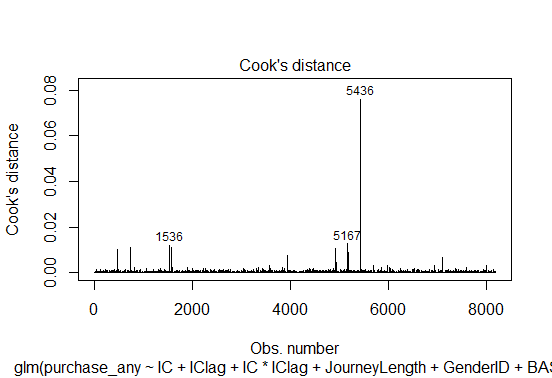 Cook's distance
0.08
0.06
0.04
0.02
0.00
Cook's distance
5436
1536
5167
0 2000 4000 6000 8000
Obs. number
glm(purchase_any ~ IC + IClag + IC * IClag + JourneyLength + GenderID + BAS